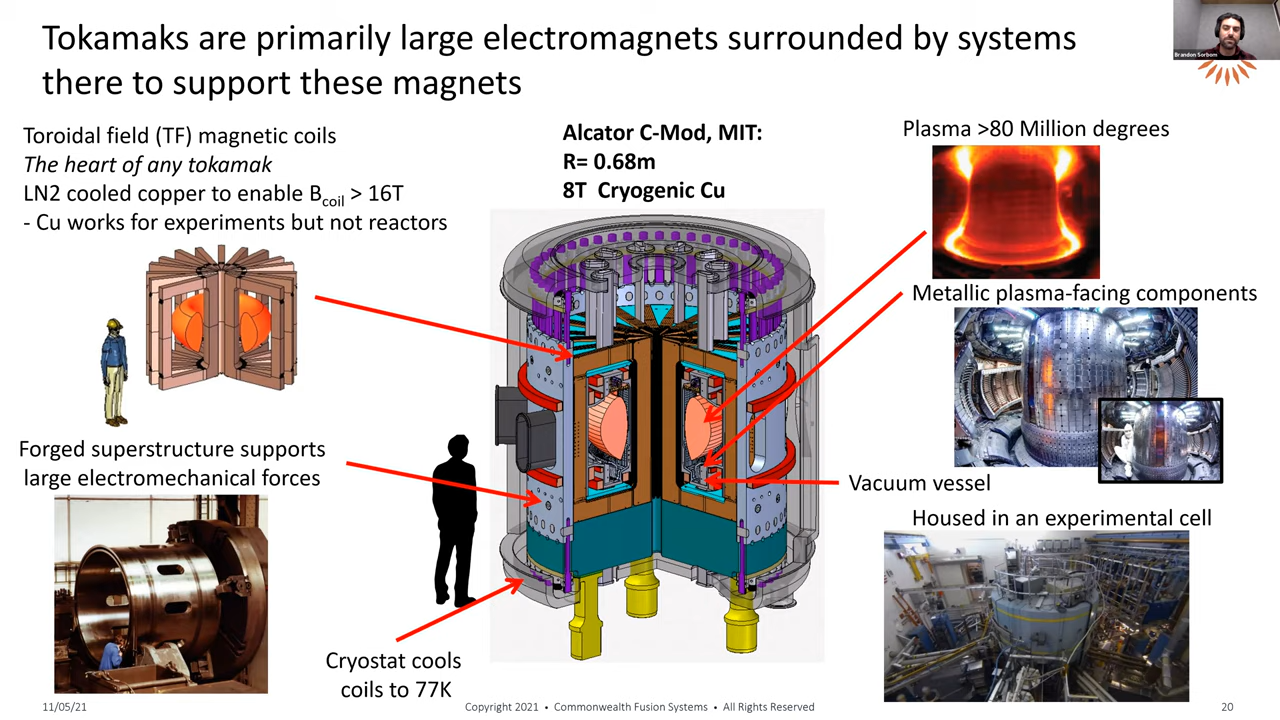 Tokamaks are primarily large electromagnets surrounded by systems
there to support these magnets
Brandon Sorbom
Toroidal field (TF) magnetic coils
The heart of any tokamak
LN2 cooled copper to enable Bcoil > 16T
- Cu works for experiments but not reactors
Alcator C-Mod, MIT:
R= 0.68m
8T Cryogenic Cu
Plasma >80 Million degrees
Metallic plasma-facing components
Forged superstructure supports
large electromechanical forces
Vacuum vessel
Housed in an experimental cell
Cryostat cools
coils to 77K
11/05/21
Copyright 2021 • Commonwealth Fusion Systems • All Rights Reserved
20